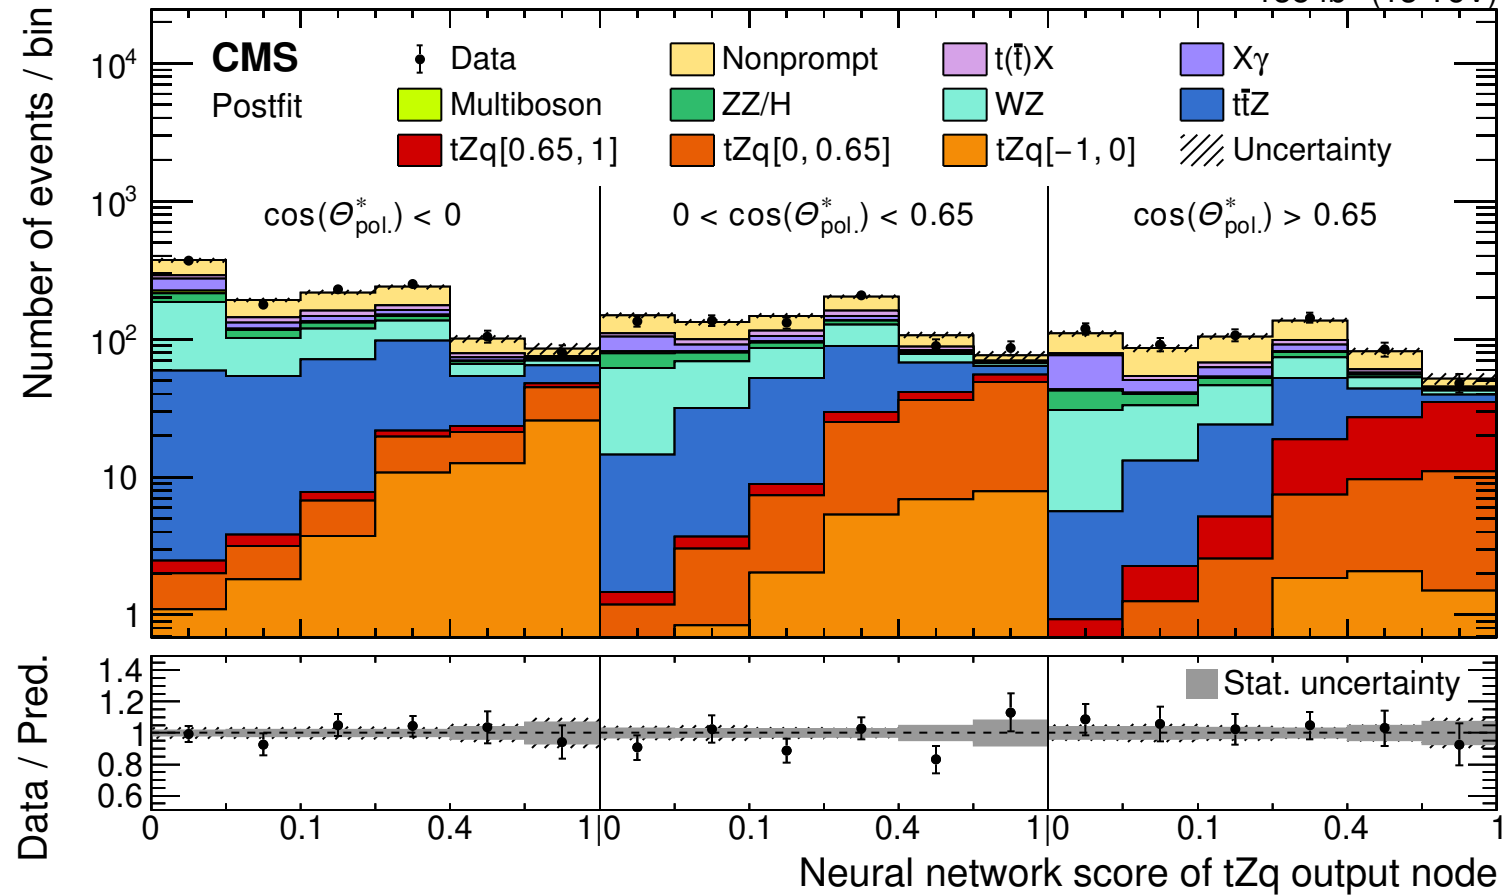 Number of events / bin
10⁴
10³
10²
10
1
CMS
Postfit
Data
Nonprompt
t(t̄)X
Xγ
Multiboson
ZZ/H
WZ
tt̄Z
tZq[0.65, 1]
tZq[0, 0.65]
tZq[−1, 0]
Uncertainty
cos(Θ*pol.) < 0
0 < cos(Θ*pol.) < 0.65
cos(Θ*pol.) > 0.65
Data / Pred.
1.4
1.2
1
0.8
0.6
Stat. uncertainty
0 0.1 0.4 1|0 0.1 0.4 1|0 0.1 0.4 1
Neural network score of tZq output node